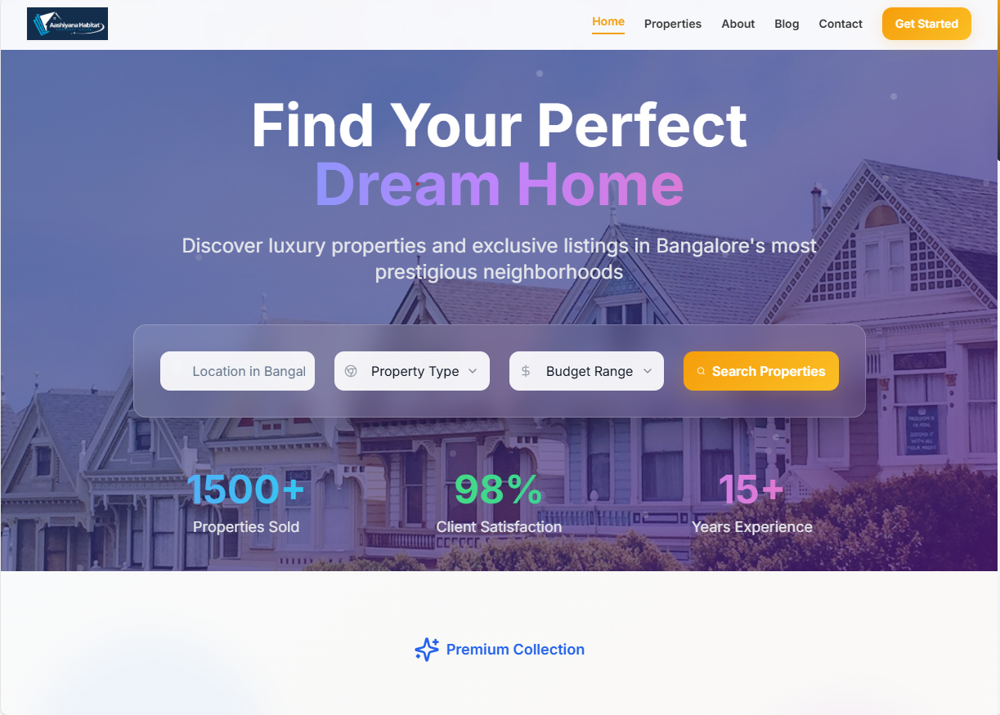 Aashiyana Habitat
Home
Properties
About
Blog
Contact
Get Started
Find Your Perfect
Dream Home
Discover luxury properties and exclusive listings in Bangalore's most
prestigious neighborhoods
Location in Bangal
Property Type
$ Budget Range
Search Properties
1500+
98%
15+
Properties Sold
Client Satisfaction
Years Experience
Premium Collection